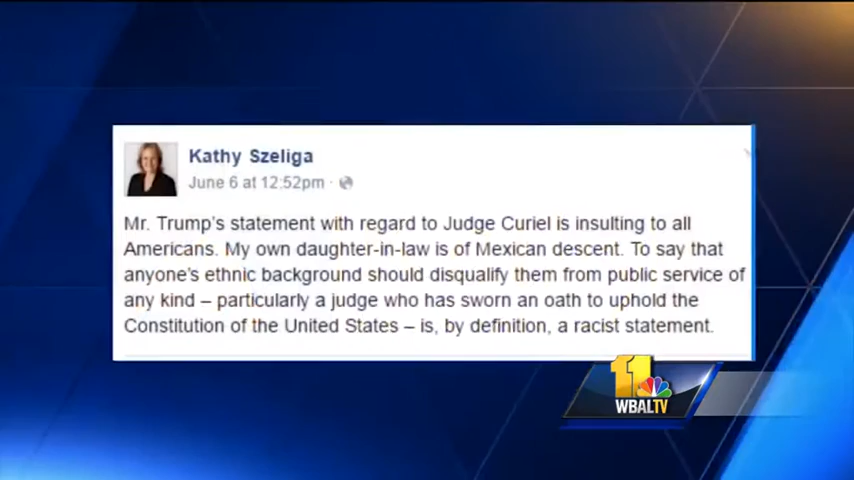 Kathy Szeliga
June 6 at 12:52pm ·
Mr. Trump's statement with regard to Judge Curiel is insulting to all
Americans. My own daughter-in-law is of Mexican descent. To say that
anyone's ethnic background should disqualify them from public service of
any kind – particularly a judge who has sworn an oath to uphold the
Constitution of the United States – is, by definition, a racist statement.
11
WBALTV